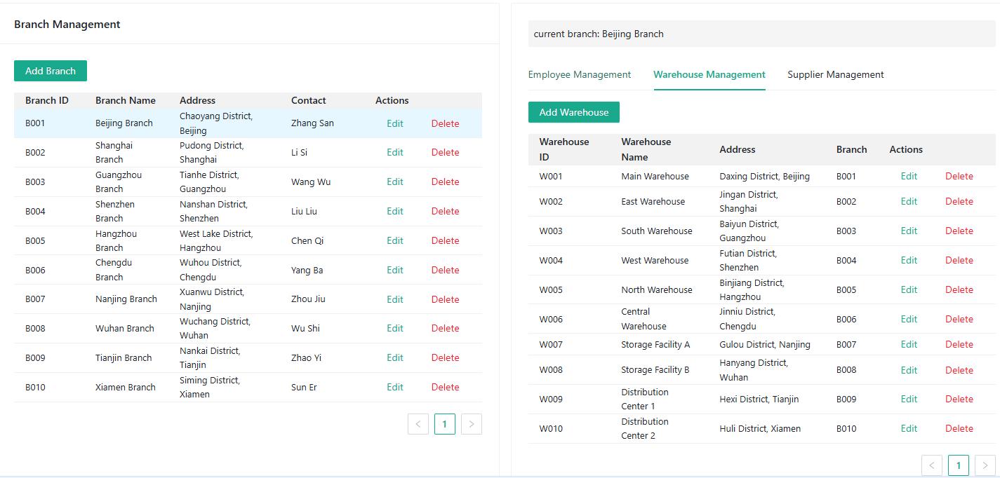 Branch Management
Add Branch
Branch ID Branch Name Address Contact Actions
B001 Beijing Branch Chaoyang District, Beijing Zhang San Edit Delete
B002 Shanghai Branch Pudong District, Shanghai Li Si Edit Delete
B003 Guangzhou Branch Tianhe District, Guangzhou Wang Wu Edit Delete
B004 Shenzhen Branch Nanshan District, Shenzhen Liu Liu Edit Delete
B005 Hangzhou Branch West Lake District, Hangzhou Chen Qi Edit Delete
B006 Chengdu Branch Wuhou District, Chengdu Yang Ba Edit Delete
B007 Nanjing Branch Xuanwu District, Nanjing Zhou Jiu Edit Delete
B008 Wuhan Branch Wuchang District, Wuhan Wu Shi Edit Delete
B009 Tianjin Branch Nankai District, Tianjin Zhao Yi Edit Delete
B010 Xiamen Branch Siming District, Xiamen Sun Er Edit Delete
< 1 >
current branch: Beijing Branch
Employee Management Warehouse Management Supplier Management
Add Warehouse
Warehouse ID Warehouse Name Address Branch Actions
W001 Main Warehouse Daxing District, Beijing B001 Edit Delete
W002 East Warehouse Jingan District, Shanghai B002 Edit Delete
W003 South Warehouse Baiyun District, Guangzhou B003 Edit Delete
W004 West Warehouse Futian District, Shenzhen B004 Edit Delete
W005 North Warehouse Binjiang District, Hangzhou B005 Edit Delete
W006 Central Warehouse Jinniu District, Chengdu B006 Edit Delete
W007 Storage Facility A Gulou District, Nanjing B007 Edit Delete
W008 Storage Facility B Hanyang District, Wuhan B008 Edit Delete
W009 Distribution Center 1 Hexi District, Tianjin B009 Edit Delete
W010 Distribution Center 2 Huli District, Xiamen B010 Edit Delete
< 1 >